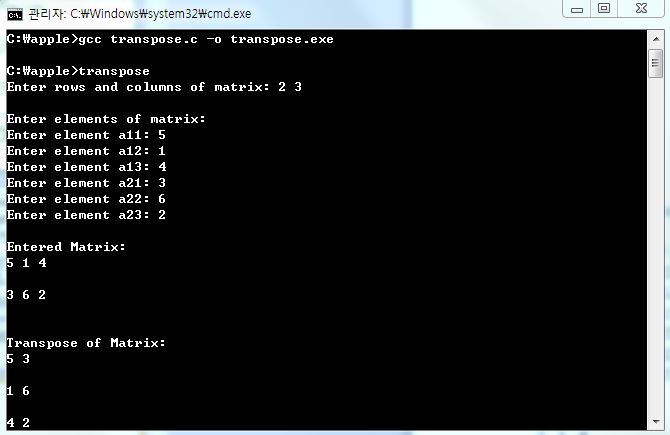 관리자: C:₩Windows₩system32₩cmd.exe
C:₩apple>gcc transpose.c -o transpose.exe
C:₩apple>transpose
Enter rows and columns of matrix: 2 3
Enter elements of matrix:
Enter element a11: 5
Enter element a12: 1
Enter element a13: 4
Enter element a21: 3
Enter element a22: 6
Enter element a23: 2
Entered Matrix:
5 1 4
3 6 2
Transpose of Matrix:
5 3
1 6
4 2